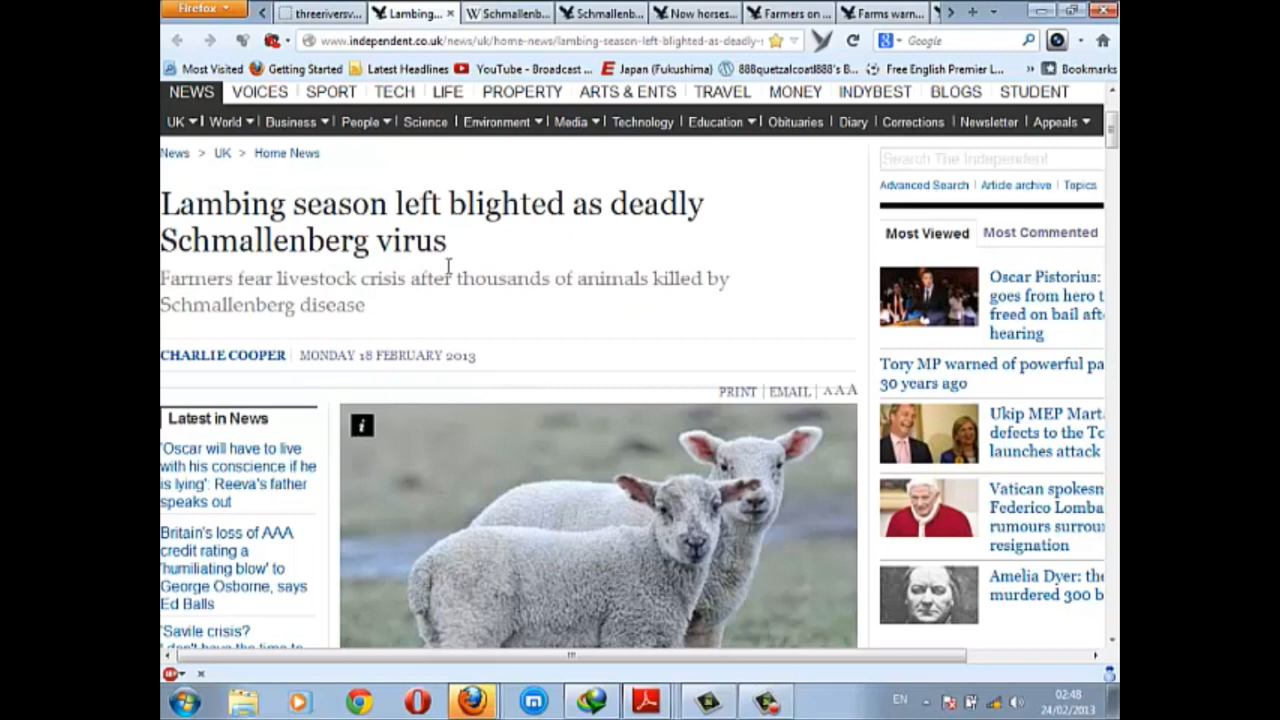 Firefox
threeriversv...
Lambing...
Schmallenb...
Schmallenb...
Now horses...
Farmers on ...
Farms warn...
www.independent.co.uk/news/uk/home-news/lambing-season-left-blighted-as-deadly-
Google
Most Visited
Getting Started
Latest Headlines
YouTube - Broadcast ...
Japan (Fukushima)
888quetzalcoatl888's B...
Free English Premier L...
Bookmarks
NEWS VOICES SPORT TECH LIFE PROPERTY ARTS & ENTS TRAVEL MONEY INDYBEST BLOGS STUDENT
UK World Business People Science Environment Media Technology Education Obituaries Diary Corrections Newsletter Appeals
News > UK > Home News
Search The Independent
Advanced Search Article archive Topics
Lambing season left blighted as deadly
Schmallenberg virus
Farmers fear livestock crisis after thousands of animals killed by
Schmallenberg disease
CHARLIE COOPER MONDAY 18 FEBRUARY 2013
PRINT EMAIL A A A
Latest in News
'Oscar will have to live
with his conscience if he
is lying': Reeva's father
speaks out
Britain's loss of AAA
credit rating a
'humiliating blow' to
George Osborne, says
Ed Balls
'Savile crisis?
Most Viewed Most Commented
Oscar Pistorius:
goes from hero t
freed on bail aft
hearing
Tory MP warned of powerful pa
30 years ago
Ukip MEP Mart
defects to the To
launches attack
Vatican spokesm
Federico Lomba
rumours surrou
resignation
Amelia Dyer: the
murdered 300 b
EN
02:48
24/02/2013